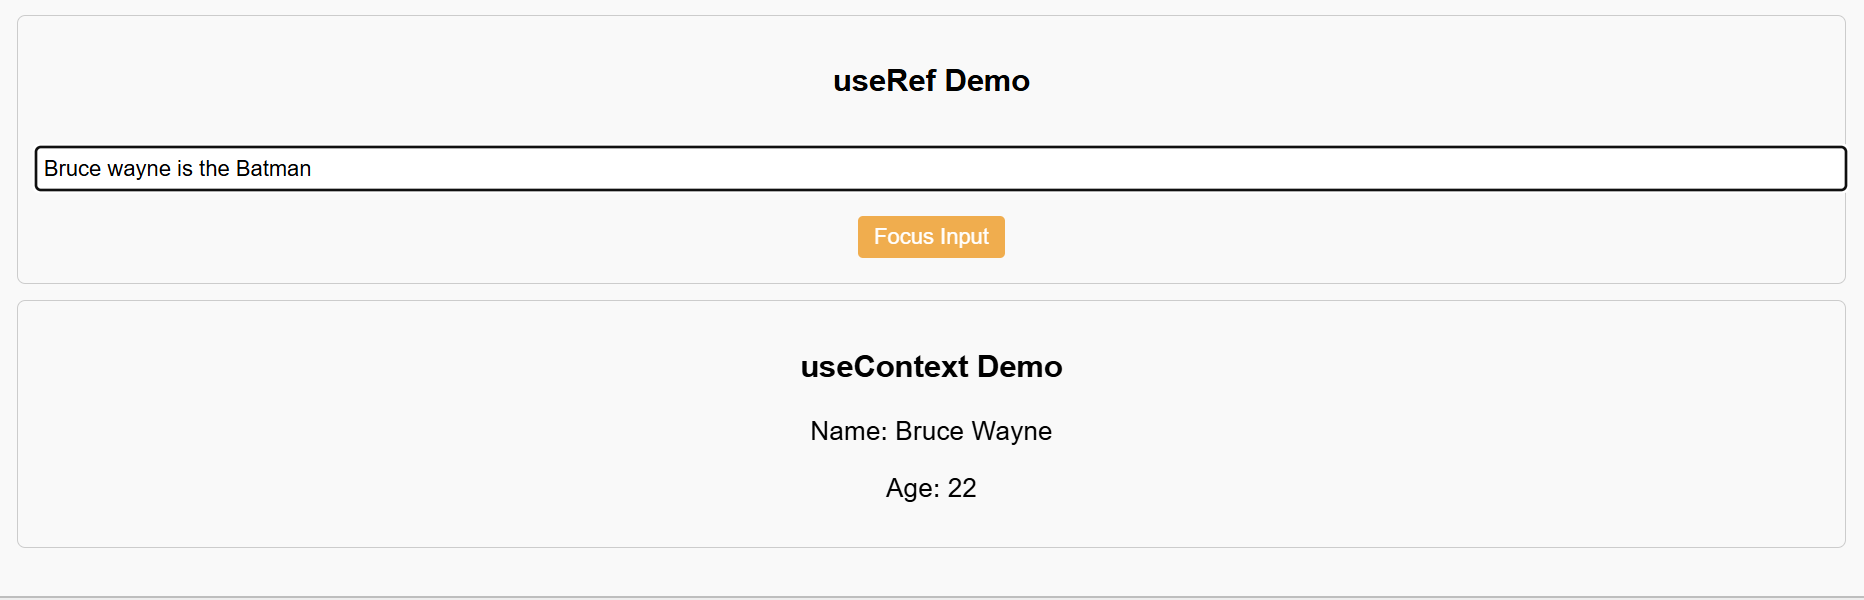 useRef Demo
Bruce wayne is the Batman
Focus Input
useContext Demo
Name: Bruce Wayne
Age: 22